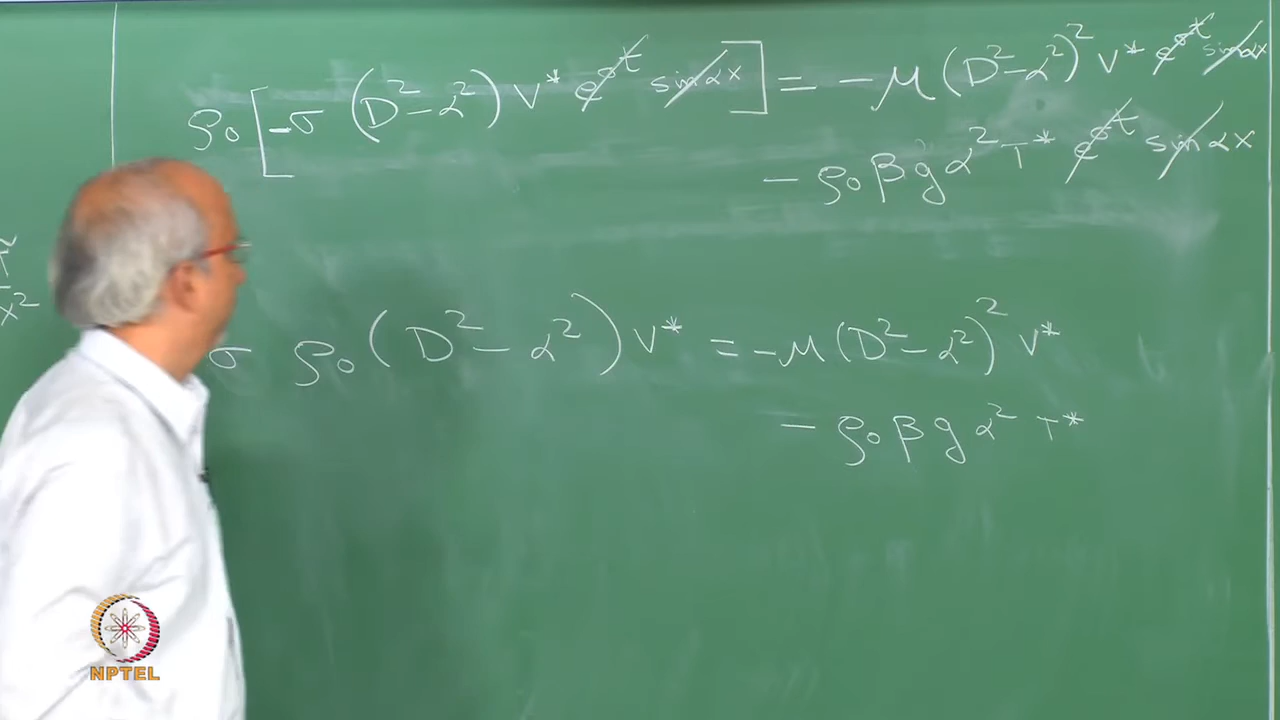 ρ₀[-σ (D²-α²) v* e^σt sin αx] = -μ(D²-α²)² v* e^σt sin αx
- ρ₀ β g α² T* e^σt sin αx
σ ρ₀ (D² - α²) v* = -μ (D² - α²)² v*
- ρ₀ β g α² T*
x²
NPTEL